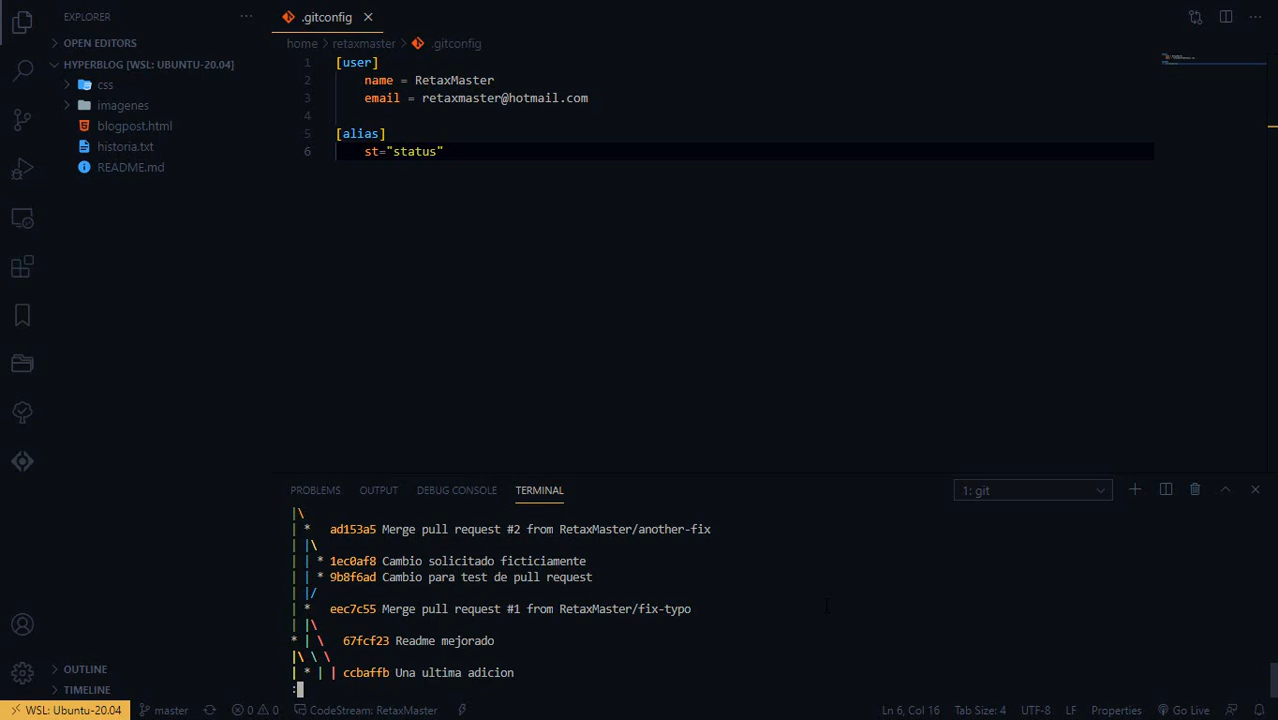 EXPLORER
.gitconfig
OPEN EDITORS
home > retaxmaster > .gitconfig
HYPERBLOG [WSL: UBUNTU-20.04]
css
imagenes
blogpost.html
historia.txt
README.md
1 [user]
2 name = RetaxMaster
3 email = retaxmaster@hotmail.com
4
5 [alias]
6 st="status"
PROBLEMS OUTPUT DEBUG CONSOLE TERMINAL 1: git
|\
| * ad153a5 Merge pull request #2 from RetaxMaster/another-fix
| |\
| | * 1ec0af8 Cambio solicitado ficticiamente
| | * 9b8f6ad Cambio para test de pull request
| |/
| * eec7c55 Merge pull request #1 from RetaxMaster/fix-typo
| |\
* | \ 67fcf23 Readme mejorado
|\ \ \
| * | | ccbaffb Una ultima adicion
:
OUTLINE
TIMELINE
WSL: Ubuntu-20.04 master 0 0 CodeStream: RetaxMaster Ln 6, Col 16 Tab Size: 4 UTF-8 LF Properties Go Live